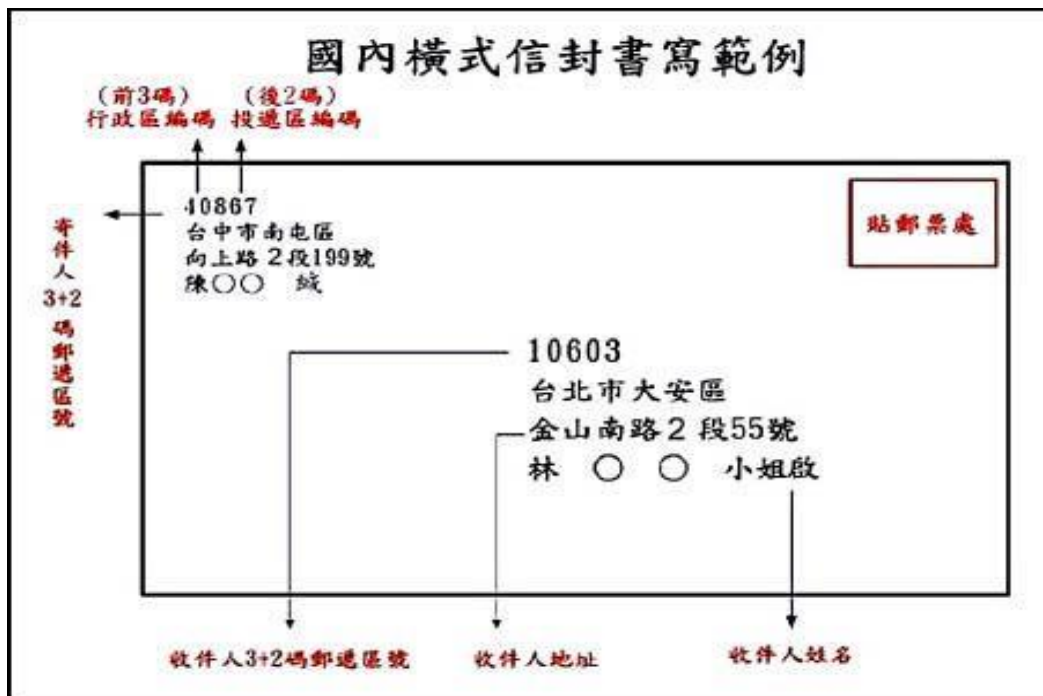 國內橫式信封書寫範例
(前3碼) (後2碼)
行政區編碼 投遞區編碼
40867
台中市南屯區
向上路2段199號
陳○○ 緘
貼郵票處
寄件人3+2碼郵遞區號
10603
台北市大安區
金山南路2段55號
林 ○ ○ 小姐啟
收件人3+2碼郵遞區號 收件人地址 收件人姓名